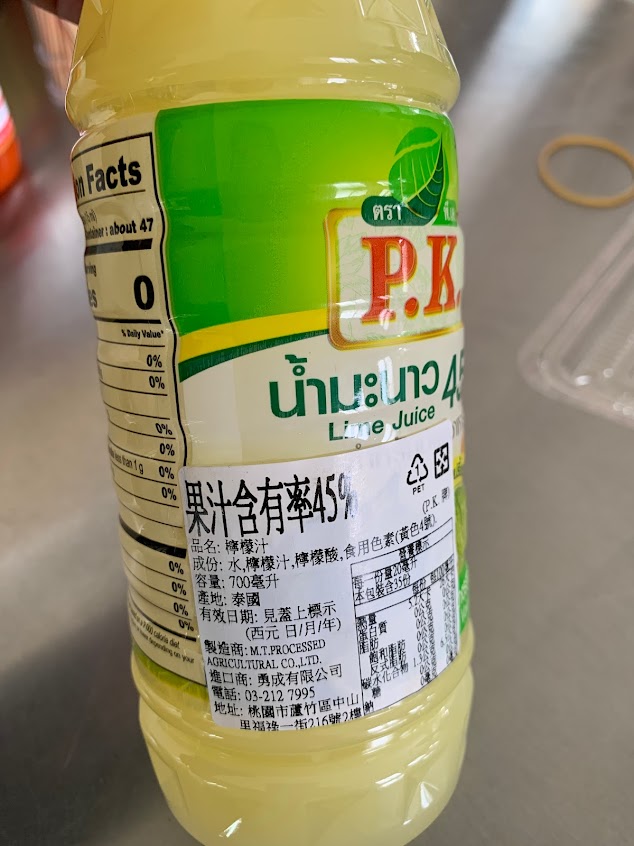 n Facts
ntainer : about 47
0
% Daily Value*
0%
0%
0%
less than 1 g 0%
0%
0%
0%
0%
0%
ตรา
P.K.
น้ำมะนาว 45
Lime Juice
果汁含有率45%
PET
(P.K. 牌)
品名: 檸檬汁
成份: 水,檸檬汁,檸檬酸,食用色素(黃色4號).
容量: 700毫升
產地: 泰國
有效日期: 見蓋上標示
(西元 日/月/年)
製造商: M.T.PROCESSED
AGRICULTURAL CO.,LTD.
進口商: 勇成有限公司
電話: 03-212 7995
地址: 桃園市蘆竹區中山
里福祿一街216號2樓
營養標示
每一份量20毫升
本包裝含35份
熱量
蛋白質
脂肪
飽和脂肪
反式脂肪
碳水化合物
糖
鈉